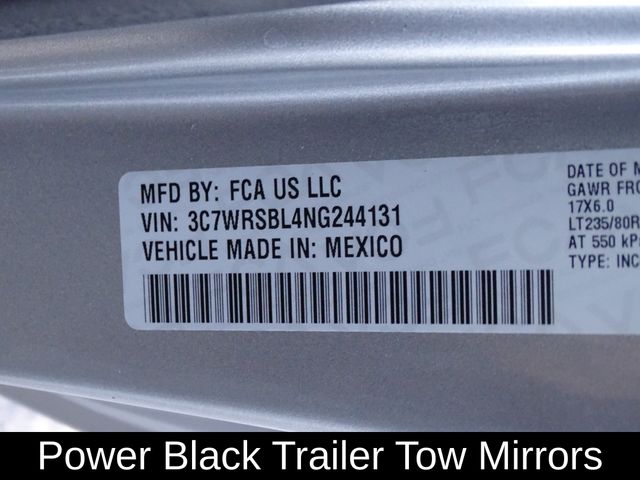 MFD BY: FCA US LLC
VIN: 3C7WRSBL4NG244131
VEHICLE MADE IN: MEXICO
DATE OF M
GAWR FRO
17X6.0
LT235/80R
AT 550 kP
TYPE: INC
Power Black Trailer Tow Mirrors